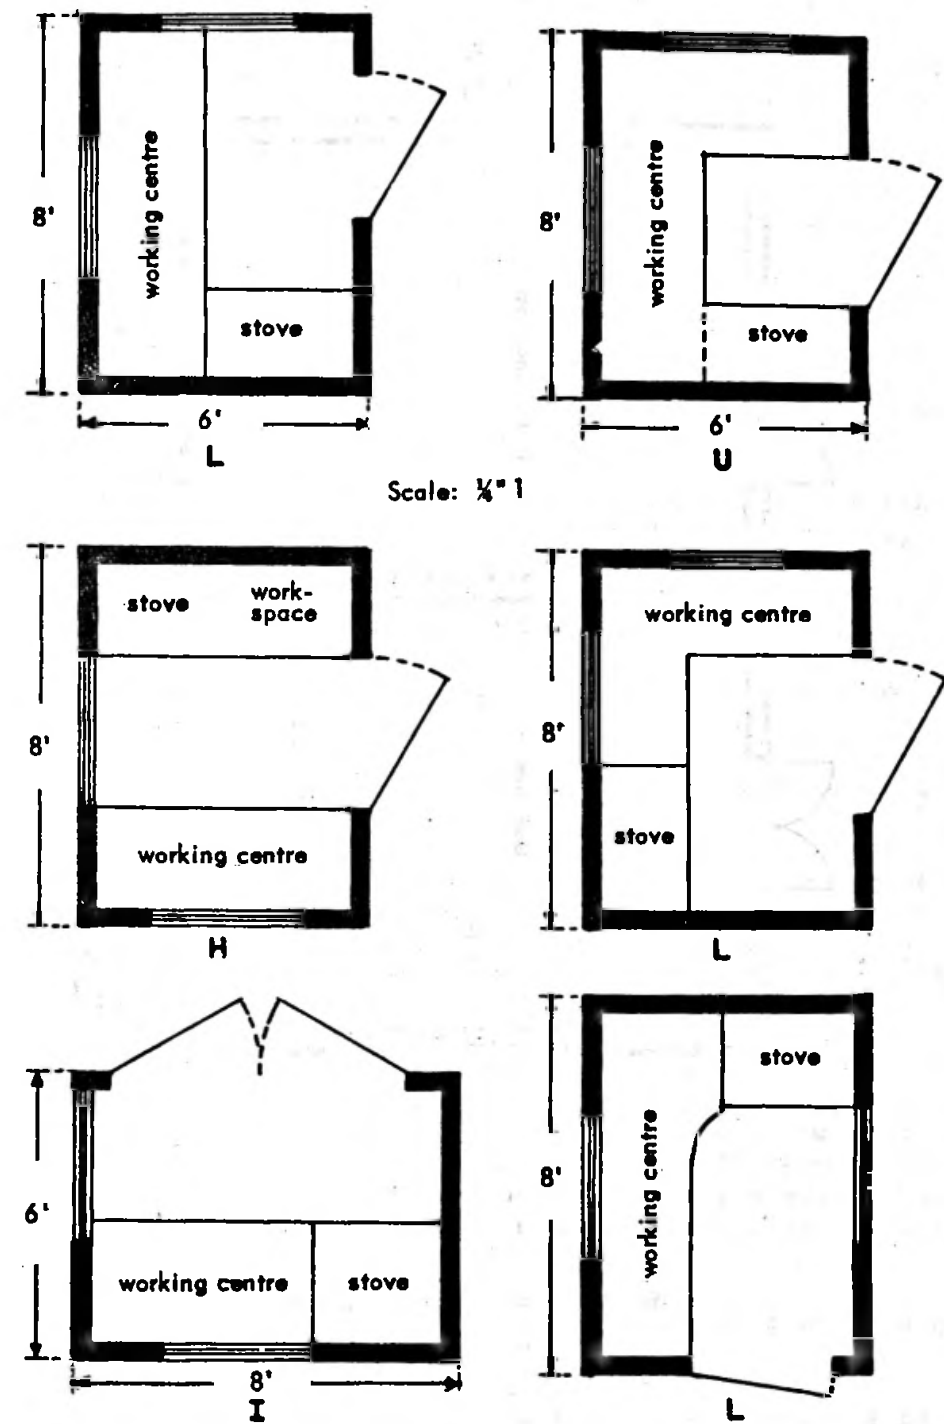 8'
working centre
stove
6'
L
8'
working centre
stove
6'
U
Scale: ¼" 1
8'
stove
work-
space
working centre
H
8'
working centre
stove
L
6'
working centre
stove
8'
I
8'
stove
working centre
L